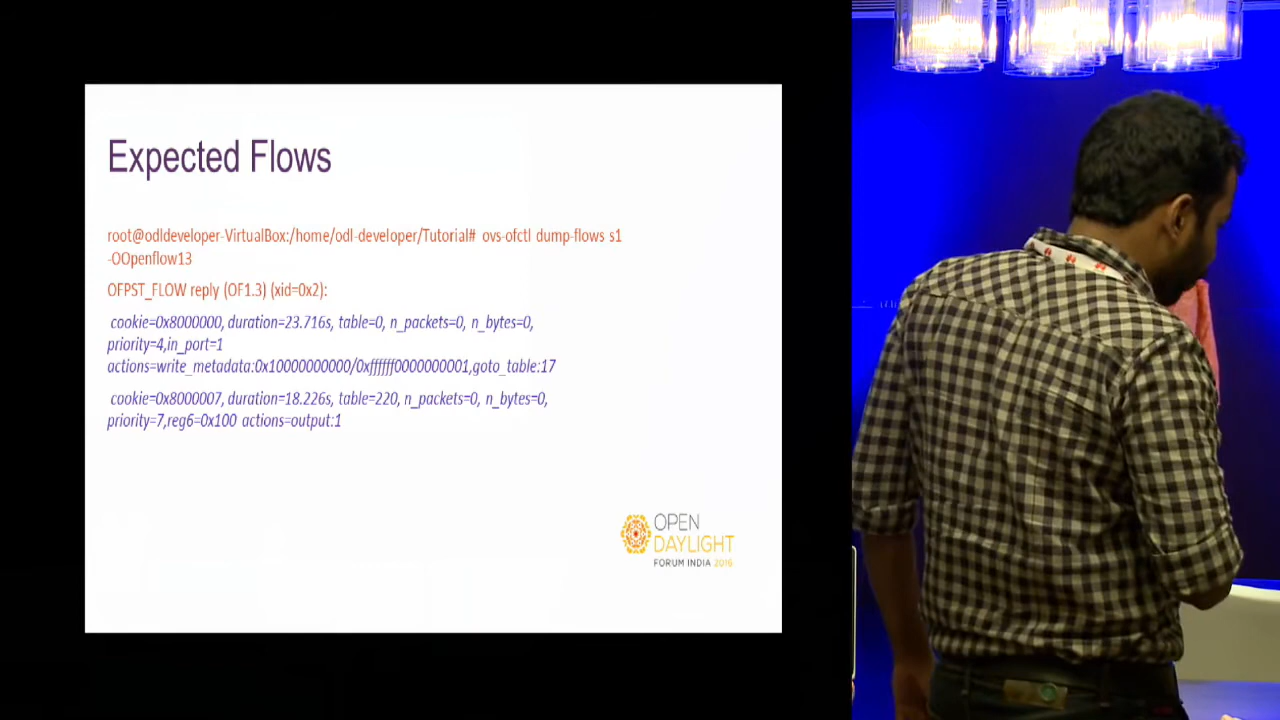 Expected Flows
root@odldeveloper-VirtualBox:/home/odl-developer/Tutorial# ovs-ofctl dump-flows s1
-OOpenflow13
OFPST_FLOW reply (OF1.3) (xid=0x2):
cookie=0x8000000, duration=23.716s, table=0, n_packets=0, n_bytes=0,
priority=4,in_port=1
actions=write_metadata:0x10000000000/0xffffff0000000001,goto_table:17
cookie=0x8000007, duration=18.226s, table=220, n_packets=0, n_bytes=0,
priority=7,reg6=0x100 actions=output:1
OPEN
DAYLIGHT
FORUM INDIA 2016